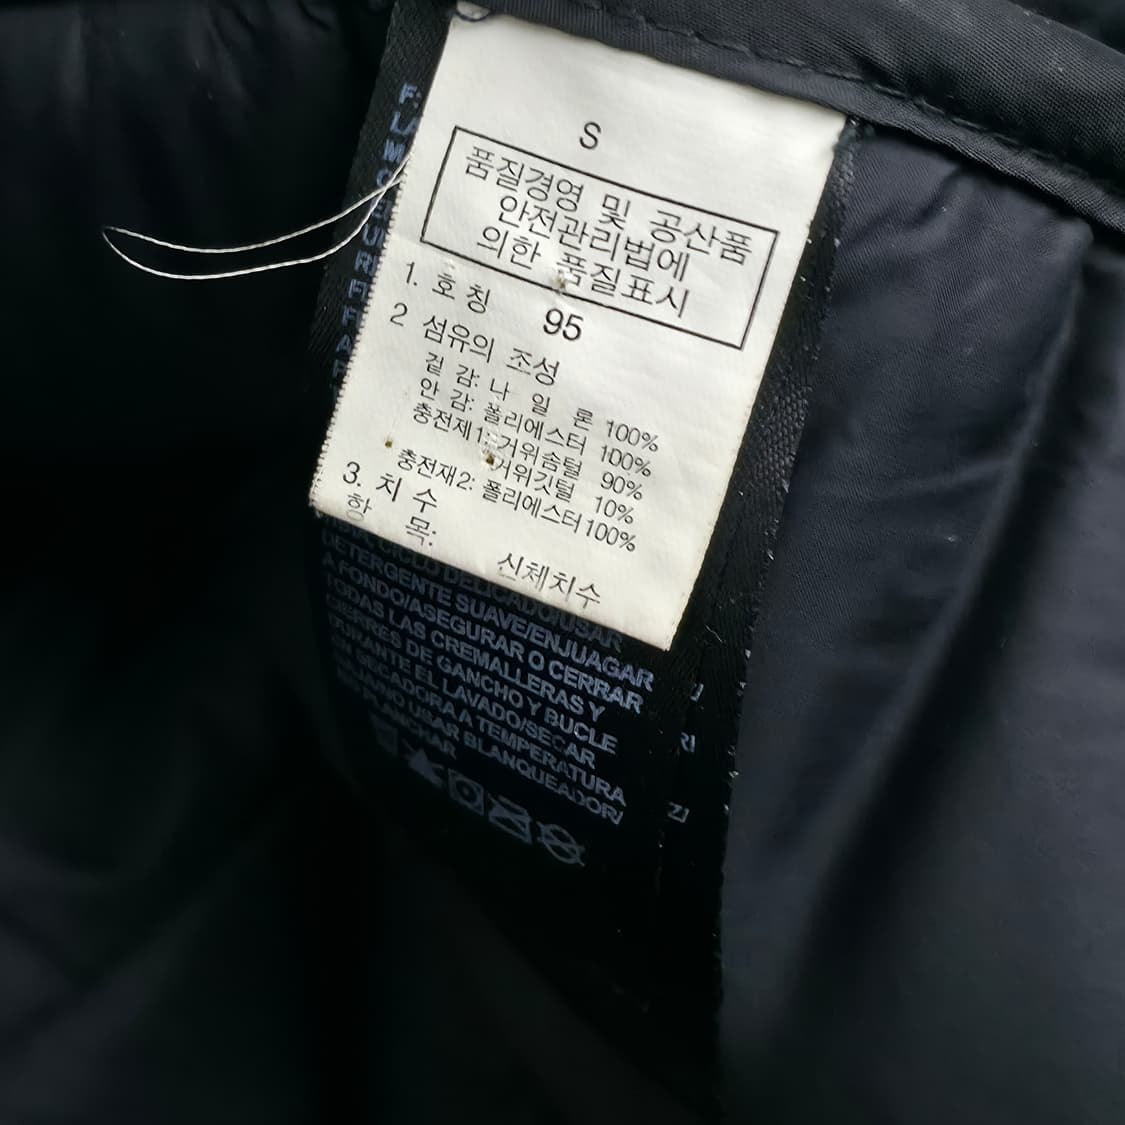 S
품질경영 및 공산품
안전관리법에
의한 품질표시
1. 호 칭 95
2 섬유의 조성
겉 감: 나 일 론 100%
안 감: 폴리에스터 100%
충전제1: 거위솜털 90%
거위깃털 10%
충전재2: 폴리에스터100%
3. 치 수
항 목: 신체치수
CICLO DELICADO/USAR
DETERGENTE SUAVE/ENJUAGAR
A FONDO/ASEGURAR O CERRAR
TODAS LAS CREMALLERAS Y
CIERRES DE GANCHO Y BUCLE
DURANTE EL LAVADO/SECAR
SECADORA A TEMPERATURA
NO USAR BLANQUEADOR/